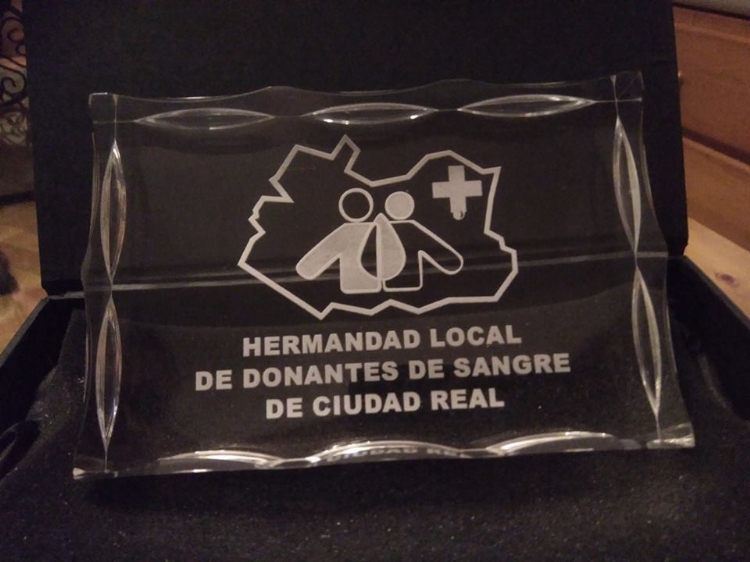 HERMANDAD LOCAL
DE DONANTES DE SANGRE
DE CIUDAD REAL